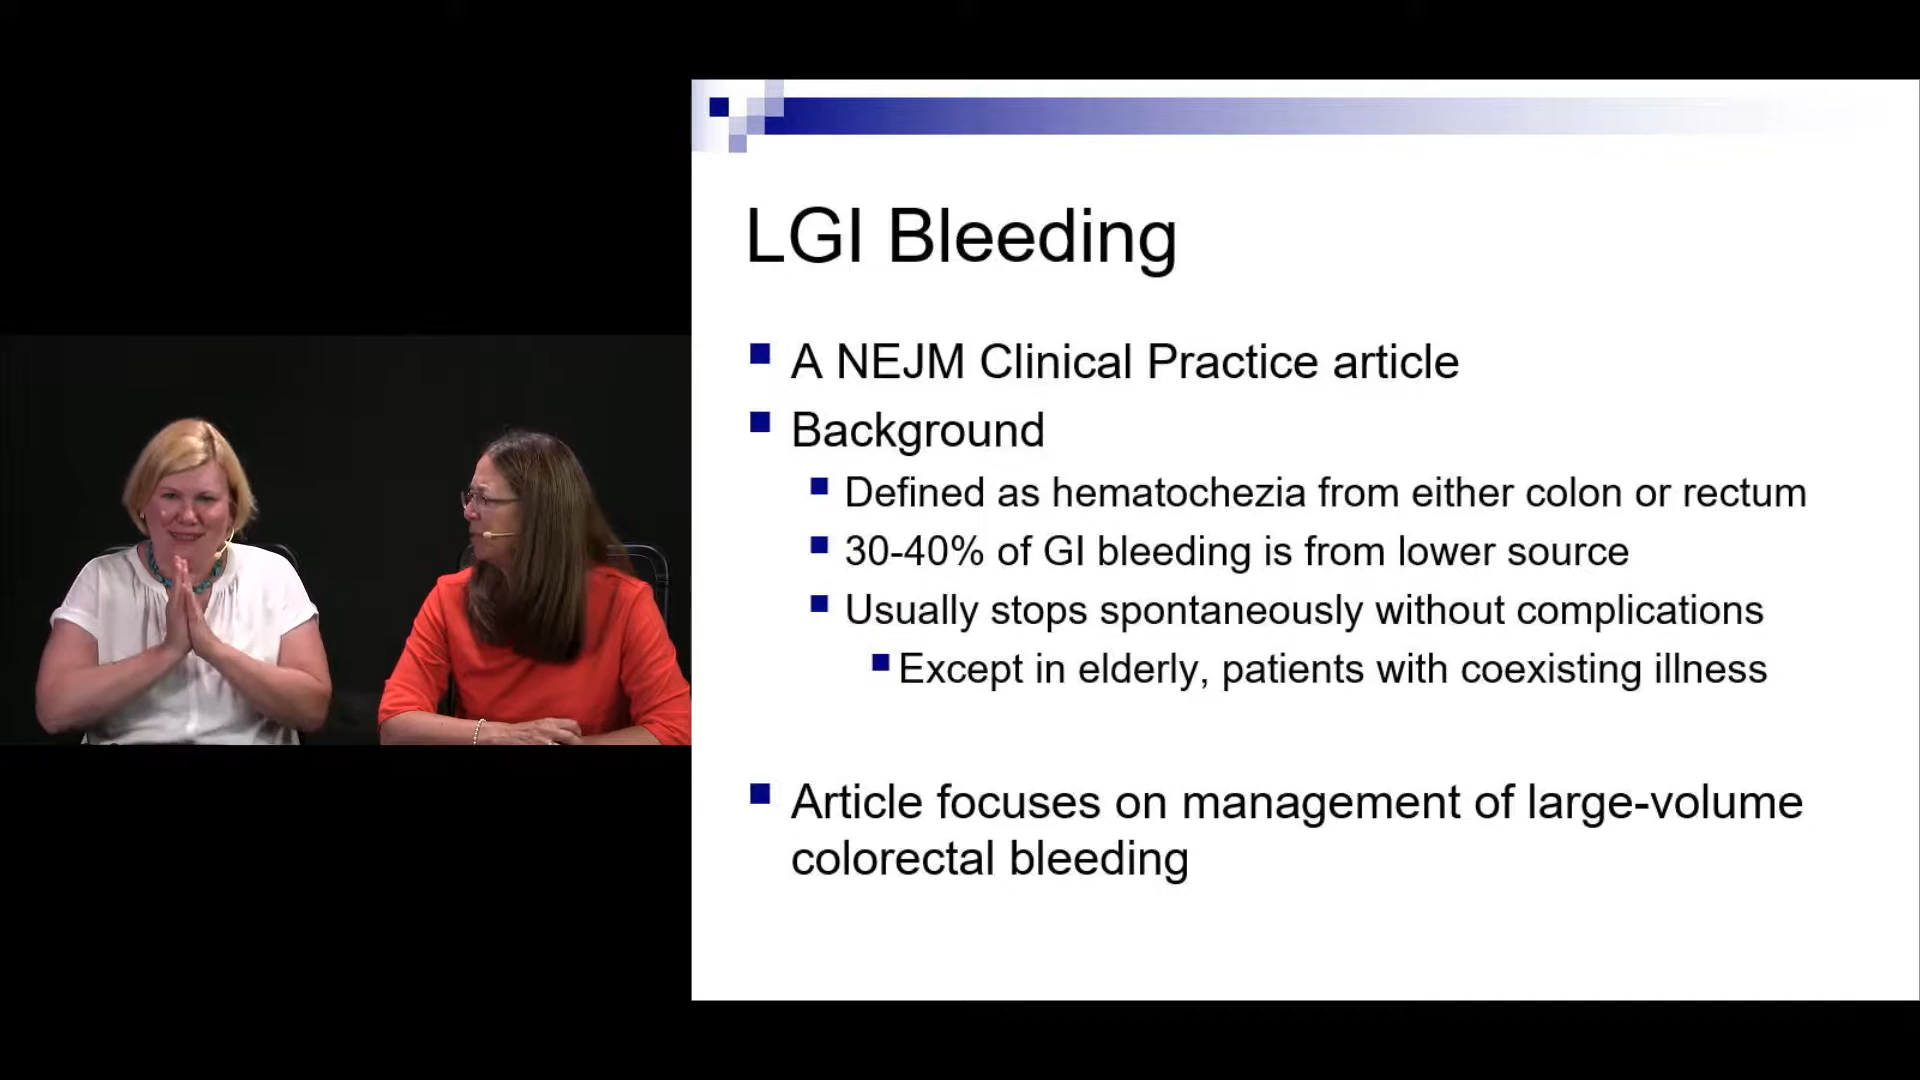 LGI Bleeding
A NEJM Clinical Practice article
Background
Defined as hematochezia from either colon or rectum
30-40% of GI bleeding is from lower source
Usually stops spontaneously without complications
Except in elderly, patients with coexisting illness
Article focuses on management of large-volume
colorectal bleeding